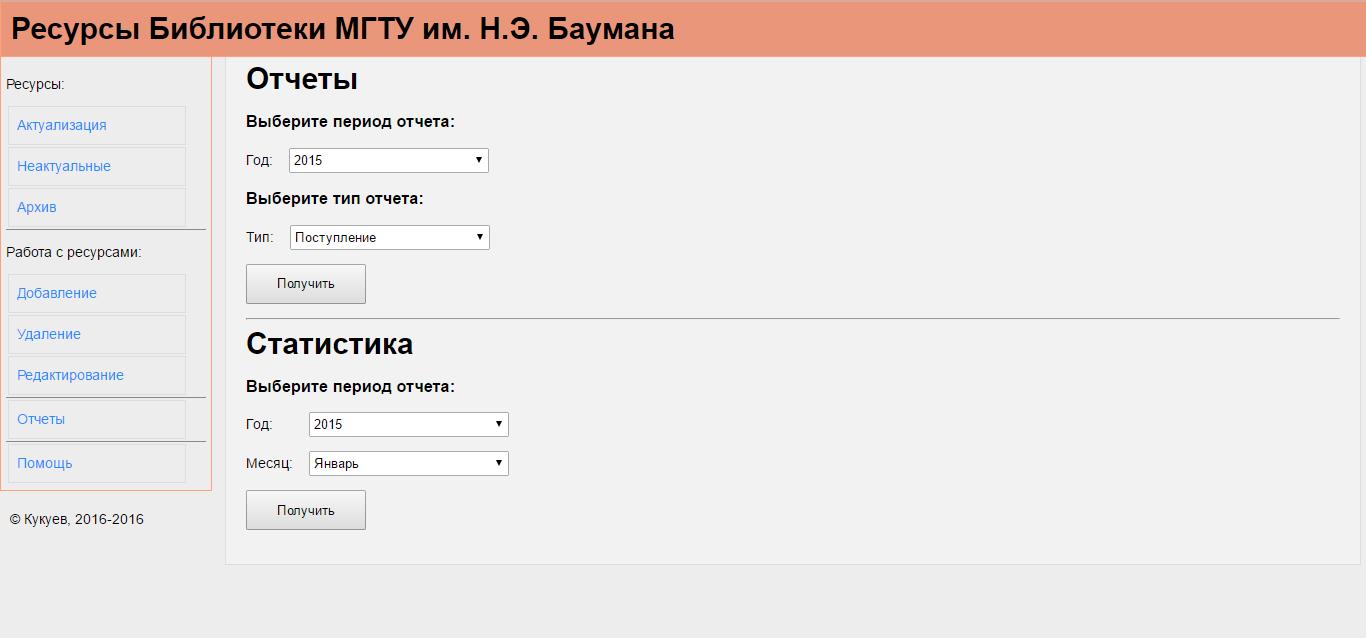 Ресурсы Библиотеки МГТУ им. Н.Э. Баумана
Ресурсы:
Актуализация
Неактуальные
Архив
Работа с ресурсами:
Добавление
Удаление
Редактирование
Отчеты
Помощь
© Кукуев, 2016-2016
Отчеты
Выберите период отчета:
Год: 2015
Выберите тип отчета:
Тип: Поступление
Получить
Статистика
Выберите период отчета:
Год: 2015
Месяц: Январь
Получить